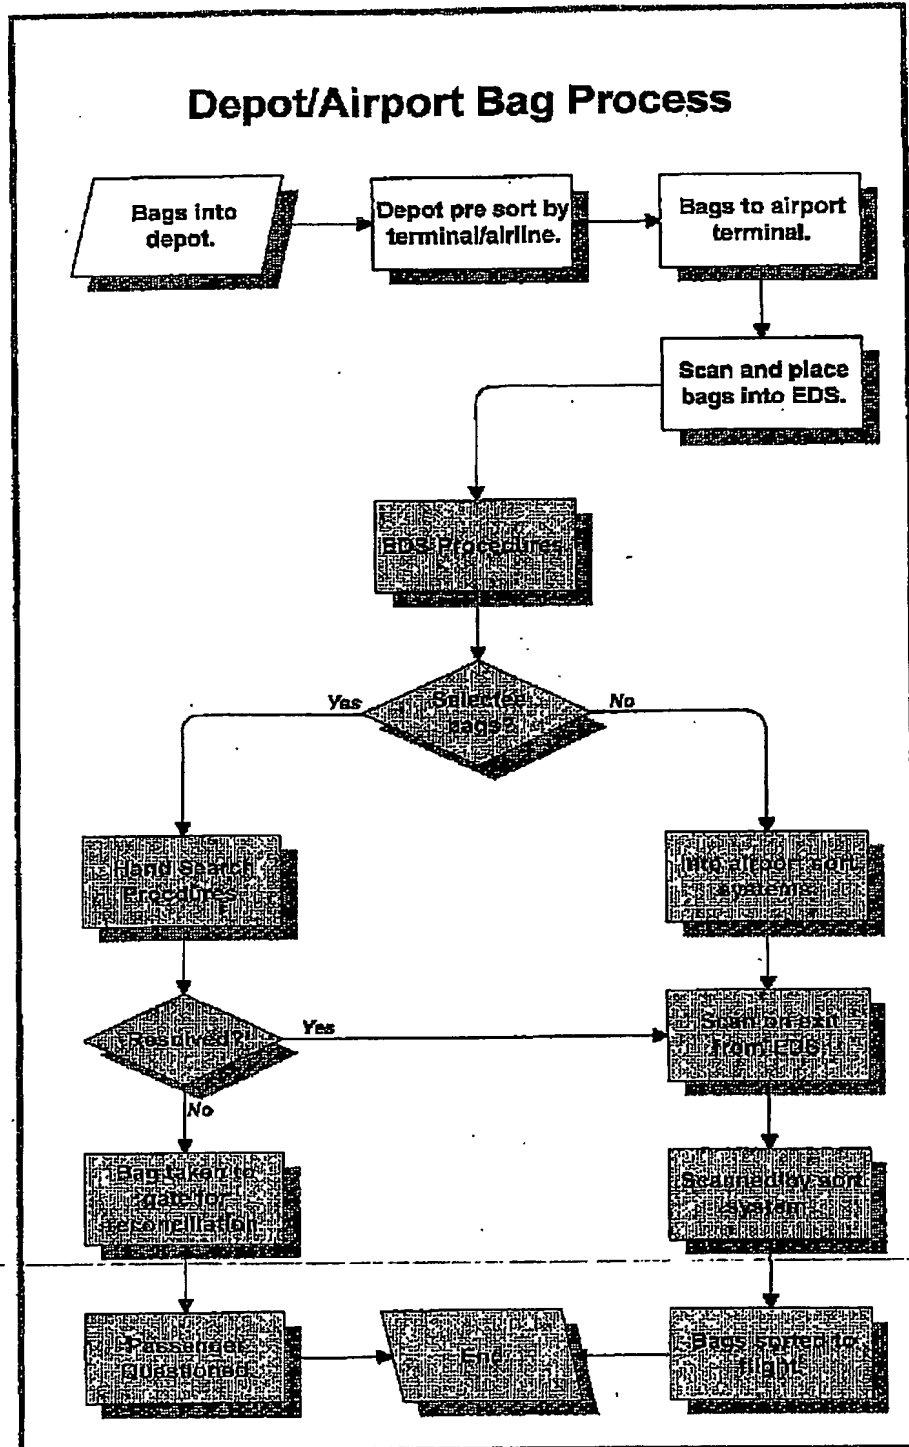 Depot/Airport Bag Process
Bags into
depot.
Depot pre sort by
terminal/airline.
Bags to airport
terminal.
Scan and place
bags into EDS.
EDS Procedures
Selectee
bags?
Yes
No
Hand Search
Procedures
Into airport sort
systems.
Resolved?
Yes
Scan on exit
from EDS
No
Bag taken to
gate for
reconciliation
Scanned by sort
system
Passenger
Questioned
End
Bags sorted to
flight